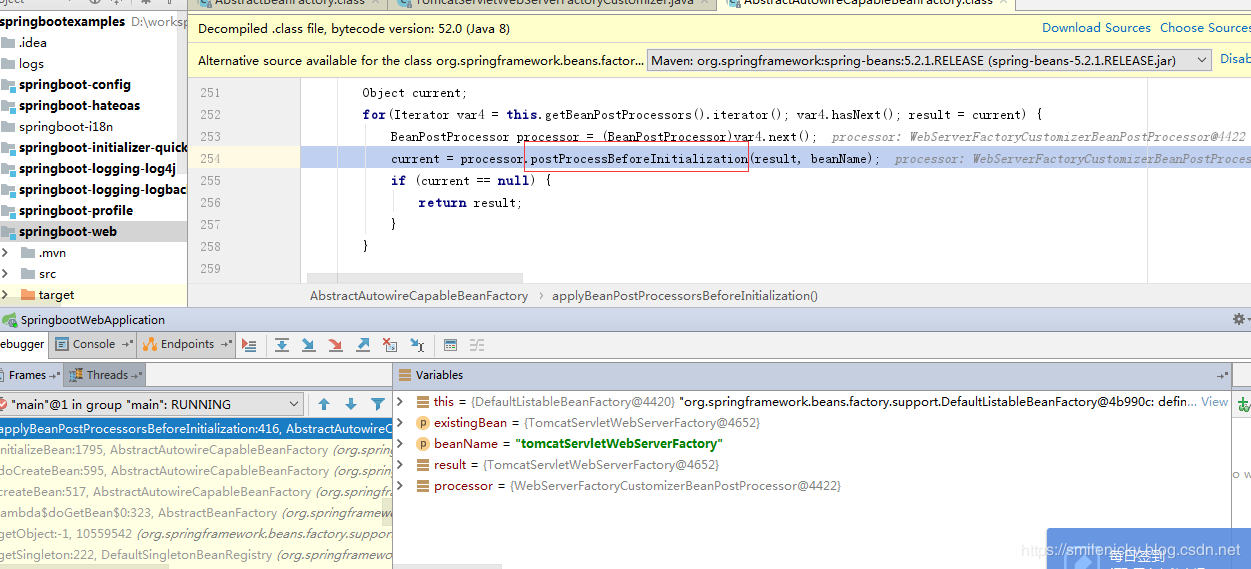 AbstractBeanFactory.class
TomcatServletWebServerFactoryCustomizer.java
AbstractAutowireCapableBeanFactory.class
springbootexamples D:\worksp
.idea
logs
springboot-config
springboot-hateoas
springboot-i18n
springboot-initializer-quick
springboot-logging-log4j
springboot-logging-logbac
springboot-profile
springboot-web
.mvn
src
target
Decompiled .class file, bytecode version: 52.0 (Java 8)
Download Sources
Choose Sources
Alternative source available for the class org.springframework.beans.factor...
Maven: org.springframework:spring-beans:5.2.1.RELEASE (spring-beans-5.2.1.RELEASE.jar)
Disab
251 Object current;
252 for(Iterator var4 = this.getBeanPostProcessors().iterator(); var4.hasNext(); result = current) {
253 BeanPostProcessor processor = (BeanPostProcessor)var4.next(); processor: WebServerFactoryCustomizerBeanPostProcessor@4422
254 current = processor.postProcessBeforeInitialization(result, beanName); processor: WebServerFactoryCustomizerBeanPostProces
255 if (current == null) {
256 return result;
257 }
258 }
259
AbstractAutowireCapableBeanFactory
applyBeanPostProcessorsBeforeInitialization()
SpringbootWebApplication
ebugger
Console
Endpoints
Frames
Threads
"main"@1 in group "main": RUNNING
applyBeanPostProcessorsBeforeInitialization:416, AbstractAutowireC
nitializeBean:1795, AbstractAutowireCapableBeanFactory (org.spring
doCreateBean:595, AbstractAutowireCapableBeanFactory (org.spring
createBean:517, AbstractAutowireCapableBeanFactory (org.springfra
lambda$doGetBean$0:323, AbstractBeanFactory (org.springframewo
getObject:-1, 10559542 (org.springframework.beans.factory.suppor
getSingleton:222, DefaultSingletonBeanRegistry (org.springframewo
Variables
this = {DefaultListableBeanFactory@4420} "org.springframework.beans.factory.support.DefaultListableBeanFactory@4b990c: defin... View
existingBean = {TomcatServletWebServerFactory@4652}
beanName = "tomcatServletWebServerFactory"
result = {TomcatServletWebServerFactory@4652}
processor = {WebServerFactoryCustomizerBeanPostProcessor@4422}
o w
每日签到
https://smilenicky.blog.csdn.net